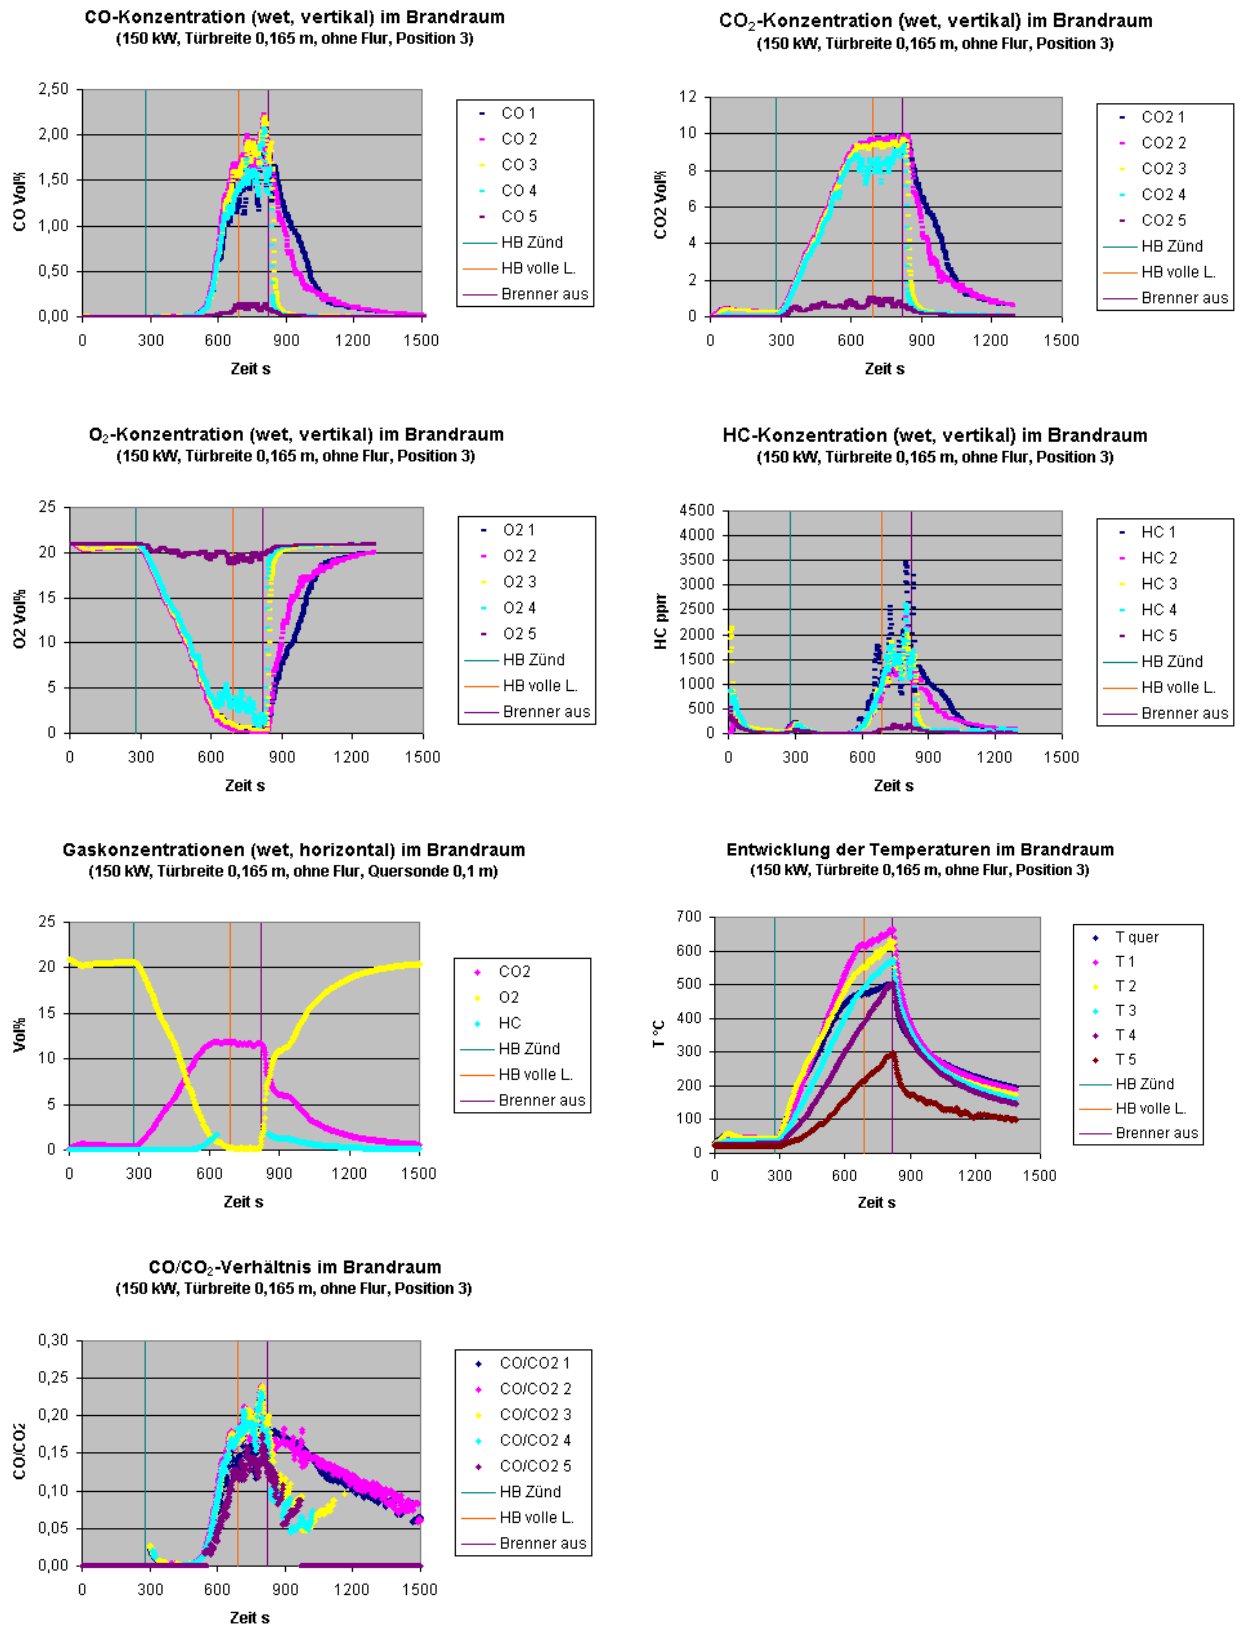 CO-Konzentration (wet, vertikal) im Brandraum
(150 kW, Türbreite 0,165 m, ohne Flur, Position 3)
2,50
2,00
1,50
1,00
0,50
0,00
CO Vol%
0
300
600
900
1200
1500
Zeit s
CO 1
CO 2
CO 3
CO 4
CO 5
HB Zünd
HB volle L.
Brenner aus
CO₂-Konzentration (wet, vertikal) im Brandraum
(150 kW, Türbreite 0,165 m, ohne Flur, Position 3)
12
10
8
6
4
2
0
CO2 Vol%
0
300
600
900
1200
1500
Zeit s
CO2 1
CO2 2
CO2 3
CO2 4
CO2 5
HB Zünd
HB volle L.
Brenner aus
O₂-Konzentration (wet, vertikal) im Brandraum
(150 kW, Türbreite 0,165 m, ohne Flur, Position 3)
25
20
15
10
5
0
O2 Vol%
0
300
600
900
1200
1500
Zeit s
O2 1
O2 2
O2 3
O2 4
O2 5
HB Zünd
HB volle L.
Brenner aus
HC-Konzentration (wet, vertikal) im Brandraum
(150 kW, Türbreite 0,165 m, ohne Flur, Position 3)
4500
4000
3500
3000
2500
2000
1500
1000
500
0
HC ppm
0
300
600
900
1200
1500
Zeit s
HC 1
HC 2
HC 3
HC 4
HC 5
HB Zünd
HB volle L.
Brenner aus
Gaskonzentrationen (wet, horizontal) im Brandraum
(150 kW, Türbreite 0,165 m, ohne Flur, Quersonde 0,1 m)
25
20
15
10
5
0
Vol%
0
300
600
900
1200
1500
Zeit s
CO2
O2
HC
HB Zünd
HB volle L.
Brenner aus
Entwicklung der Temperaturen im Brandraum
(150 kW, Türbreite 0,165 m, ohne Flur, Position 3)
700
600
500
400
300
200
100
0
T °C
0
300
600
900
1200
1500
Zeit s
T quer
T 1
T 2
T 3
T 4
T 5
HB Zünd
HB volle L.
Brenner aus
CO/CO₂-Verhältnis im Brandraum
(150 kW, Türbreite 0,165 m, ohne Flur, Position 3)
0,30
0,25
0,20
0,15
0,10
0,05
0,00
CO/CO2
0
300
600
900
1200
1500
Zeit s
CO/CO2 1
CO/CO2 2
CO/CO2 3
CO/CO2 4
CO/CO2 5
HB Zünd
HB volle L.
Brenner aus